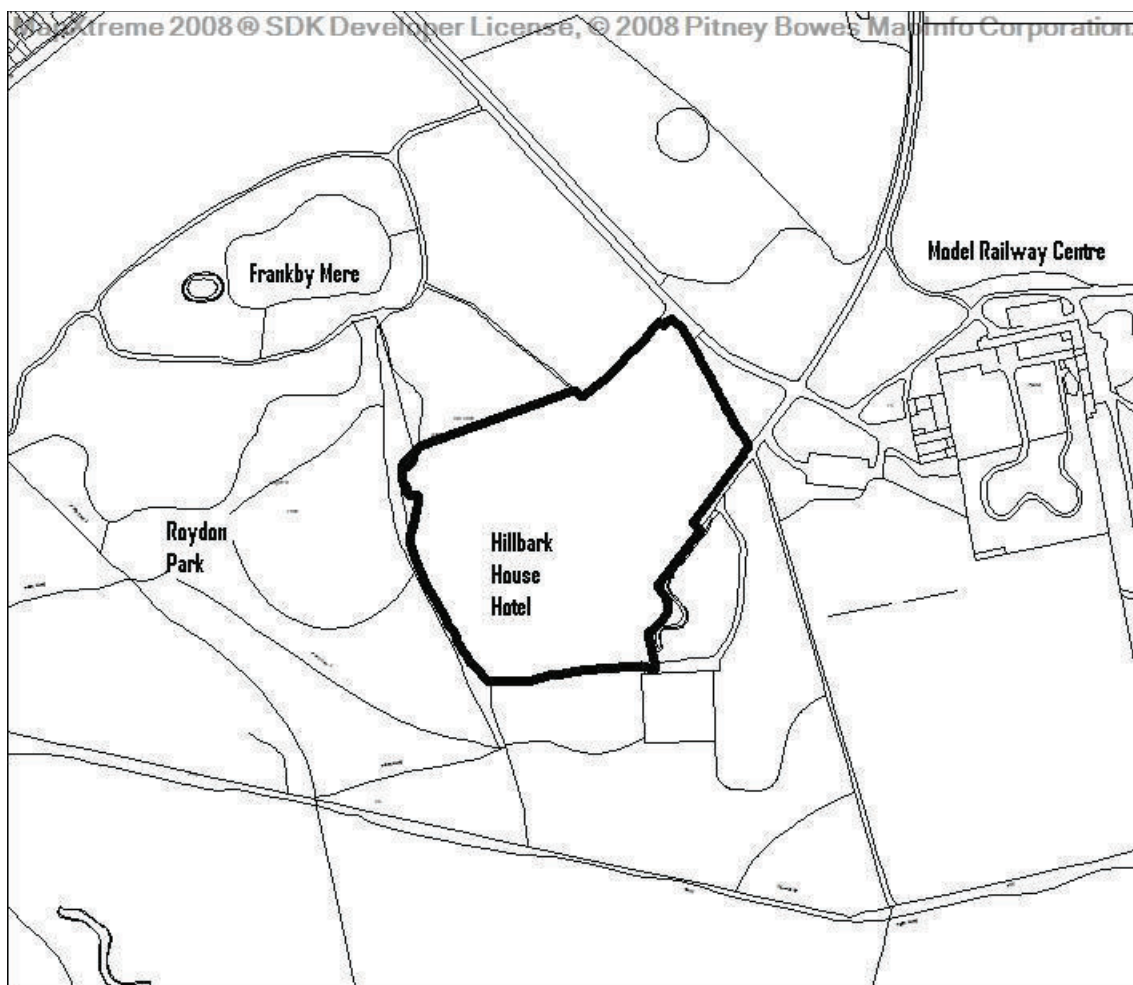 MapXtreme 2008 ® SDK Developer License, © 2008 Pitney Bowes MapInfo Corporation.
Model Railway Centre
Frankby Mere
Roydon
Park
Hillbark
House
Hotel